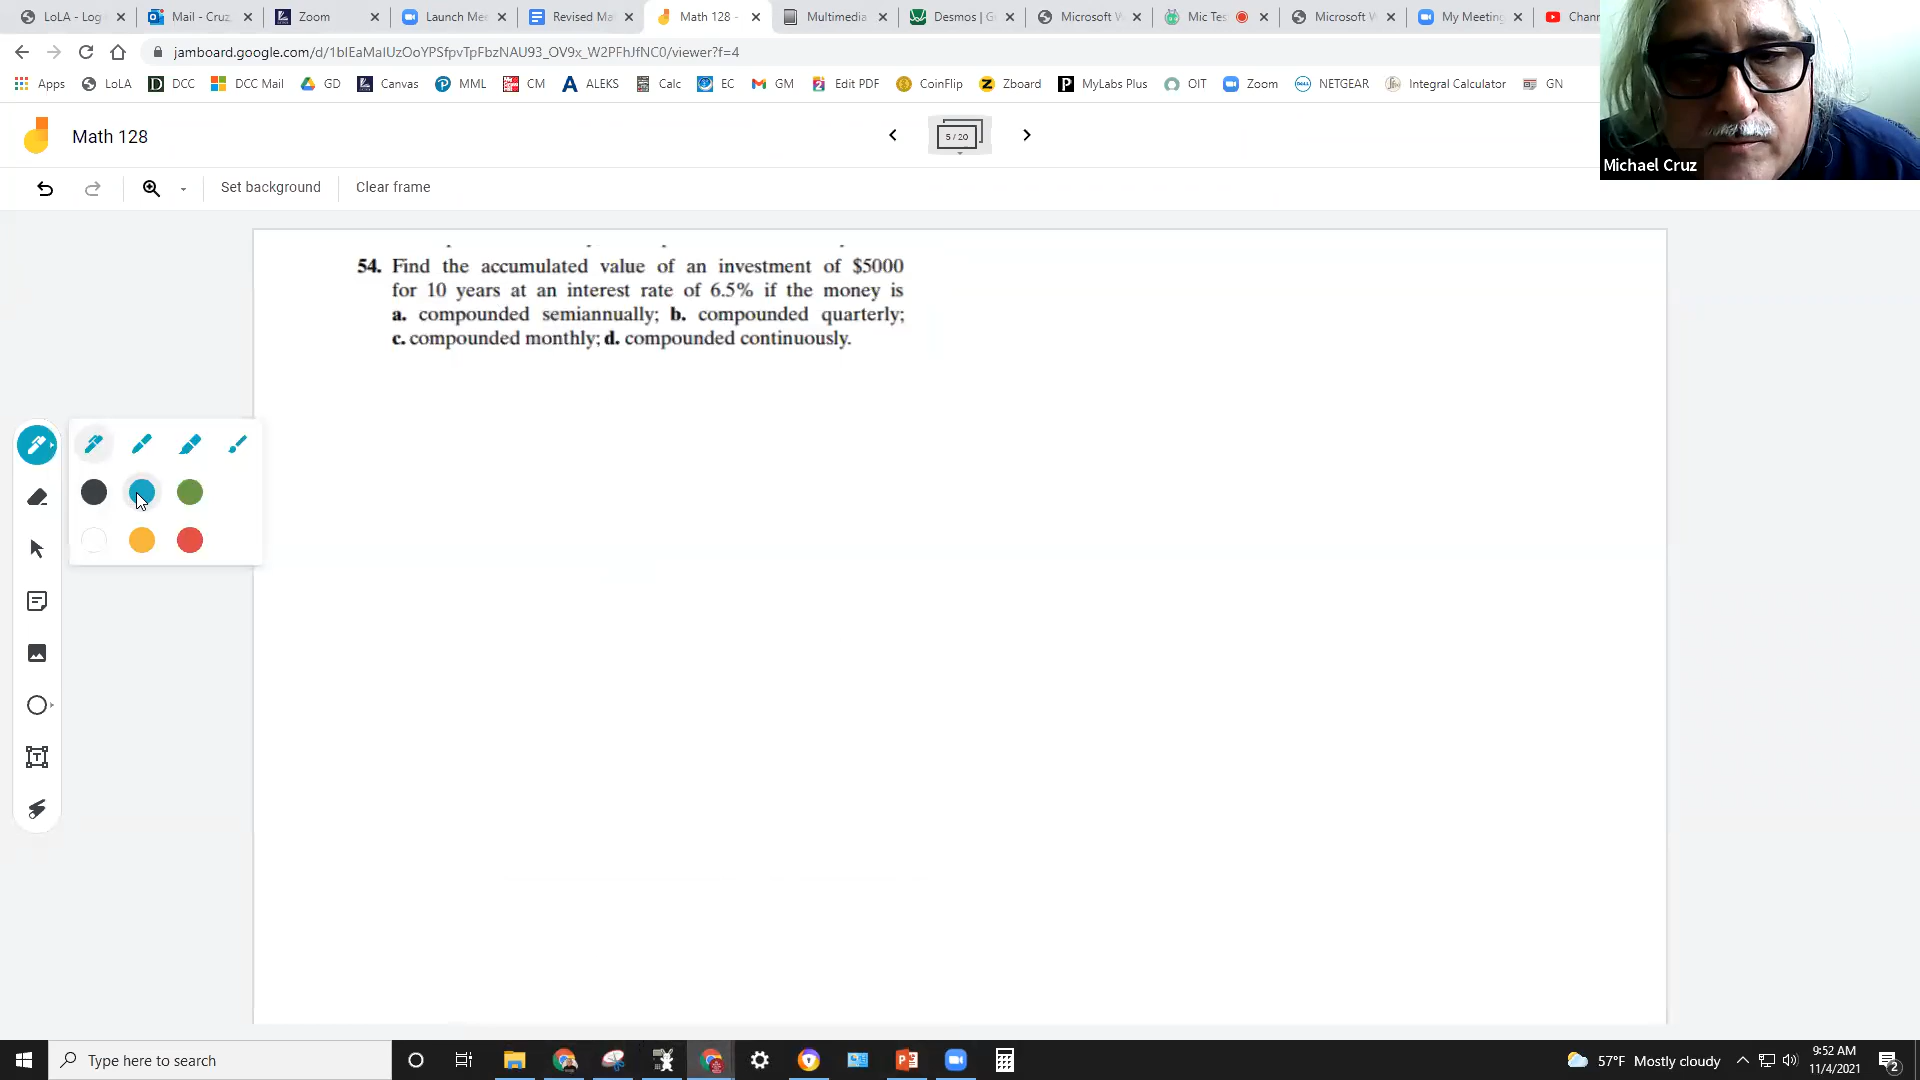 LoLA - Log
Mail - Cruz,
Zoom
Launch Me
Revised Ma
Math 128 -
Multimedia
Desmos | G
Microsoft W
Mic Tes
Microsoft W
My Meeting
Chann
jamboard.google.com/d/1blEaMaIUzOoYPSfpvTpFbzNAU93_OV9x_W2PFhJfNC0/viewer?f=4
Apps LoLA DCC DCC Mail GD Canvas MML CM ALEKS Calc EC GM Edit PDF CoinFlip Zboard MyLabs Plus OIT Zoom NETGEAR Integral Calculator GN
Michael Cruz
Math 128
5 / 20
Set background
Clear frame
54. Find the accumulated value of an investment of $5000
for 10 years at an interest rate of 6.5% if the money is
a. compounded semiannually; b. compounded quarterly;
c. compounded monthly; d. compounded continuously.
Type here to search
57°F Mostly cloudy
9:52 AM
11/4/2021
2